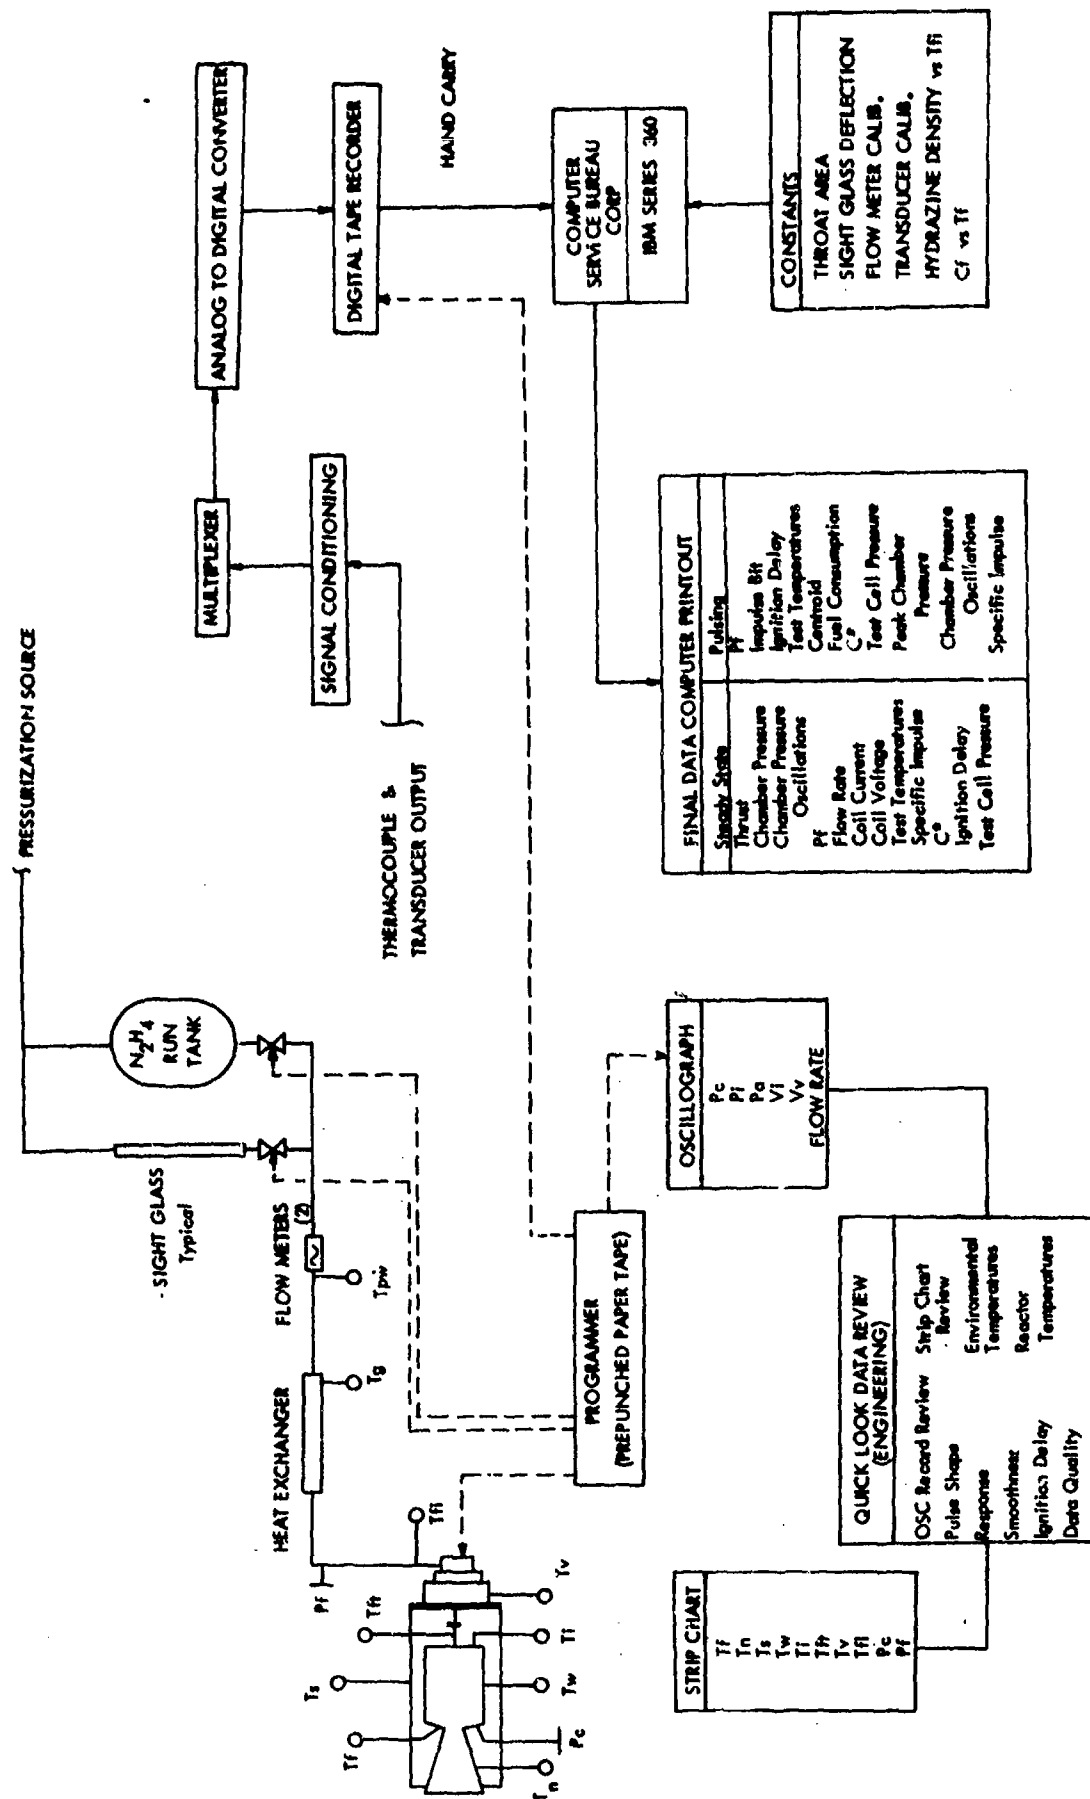 PRESSURIZATION SOURCE
N2H4
RUN
TANK
- SIGHT GLASS
Typical
FLOW METERS
(2)
Tpw
HEAT EXCHANGER
Tg
Tfi
Pf
Tft
Tv
Ts
Ti
Tf
Tw
Pc
Tn
MULTIPLEXER
ANALOG TO DIGITAL CONVERTER
SIGNAL CONDITIONING
DIGITAL TAPE RECORDER
THERMOCOUPLE &
TRANSDUCER OUTPUT
HAND CARRY
PROGRAMMER
(PREPUNCHED PAPER TAPE)
COMPUTER
SERVICE BUREAU
CORP
IBM SERIES 360
CONSTANTS
THROAT AREA
SIGHT GLASS DEFLECTION
FLOW METER CALIB.
TRANSDUCER CALIB.
HYDRAZINE DENSITY vs Tfi
Cf vs Tf
OSCILLOGRAPH
Pc
Pi
Pa
Vi
Vv
FLOW RATE
FINAL DATA COMPUTER PRINTOUT
Steady State
Thrust
Chamber Pressure
Chamber Pressure
Oscillations
Pf
Flow Rate
Coil Current
Coil Voltage
Test Temperatures
Specific Impulse
C*
Ignition Delay
Test Cell Pressure
Pulsing
Pf
Impulse Bit
Ignition Delay
Test Temperatures
Centroid
Fuel Consumption
C*
Test Cell Pressure
Peak Chamber
Pressure
Chamber Pressure
Oscillations
Specific Impulse
STRIP CHART
Tf
Tn
Ts
Tw
Ti
Tft
Tv
Tfi
Pc
Pf
QUICK LOOK DATA REVIEW
(ENGINEERING)
OSC Record Review
Pulse Shape
Response
Smoothness
Ignition Delay
Data Quality
Strip Chart
Review
Environmental
Temperatures
Reactor
Temperatures